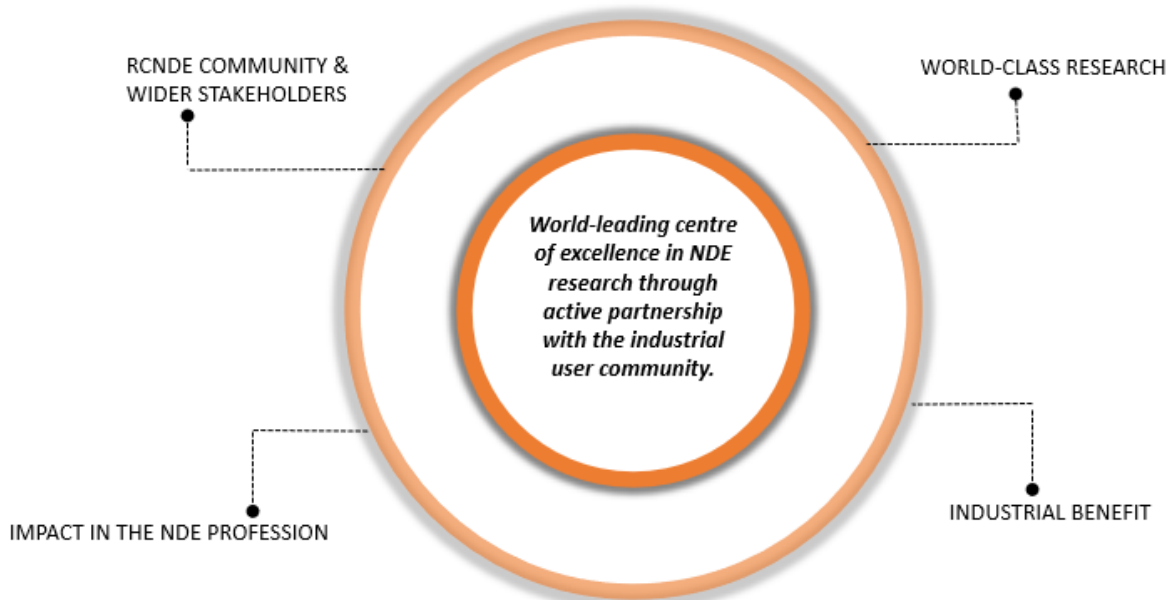 RCNDE COMMUNITY &
WIDER STAKEHOLDERS
WORLD-CLASS RESEARCH
World-leading centre
of excellence in NDE
research through
active partnership
with the industrial
user community.
IMPACT IN THE NDE PROFESSION
INDUSTRIAL BENEFIT